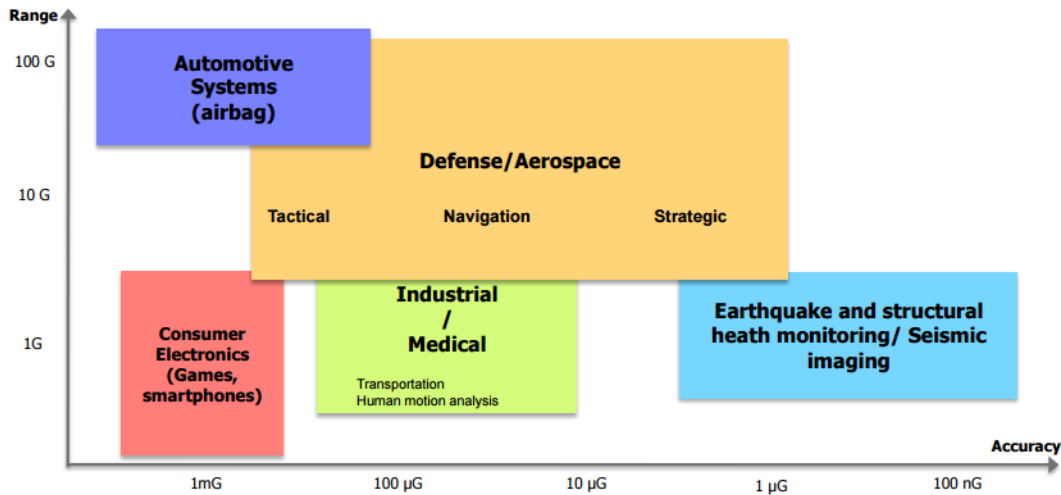 Range
100 G
10 G
1G
Automotive
Systems
(airbag)
Defense/Aerospace
Tactical
Navigation
Strategic
Consumer
Electronics
(Games,
smartphones)
Industrial
/
Medical
Transportation
Human motion analysis
Earthquake and structural
heath monitoring/ Seismic
imaging
Accuracy
1mG
100 µG
10 µG
1 µG
100 nG